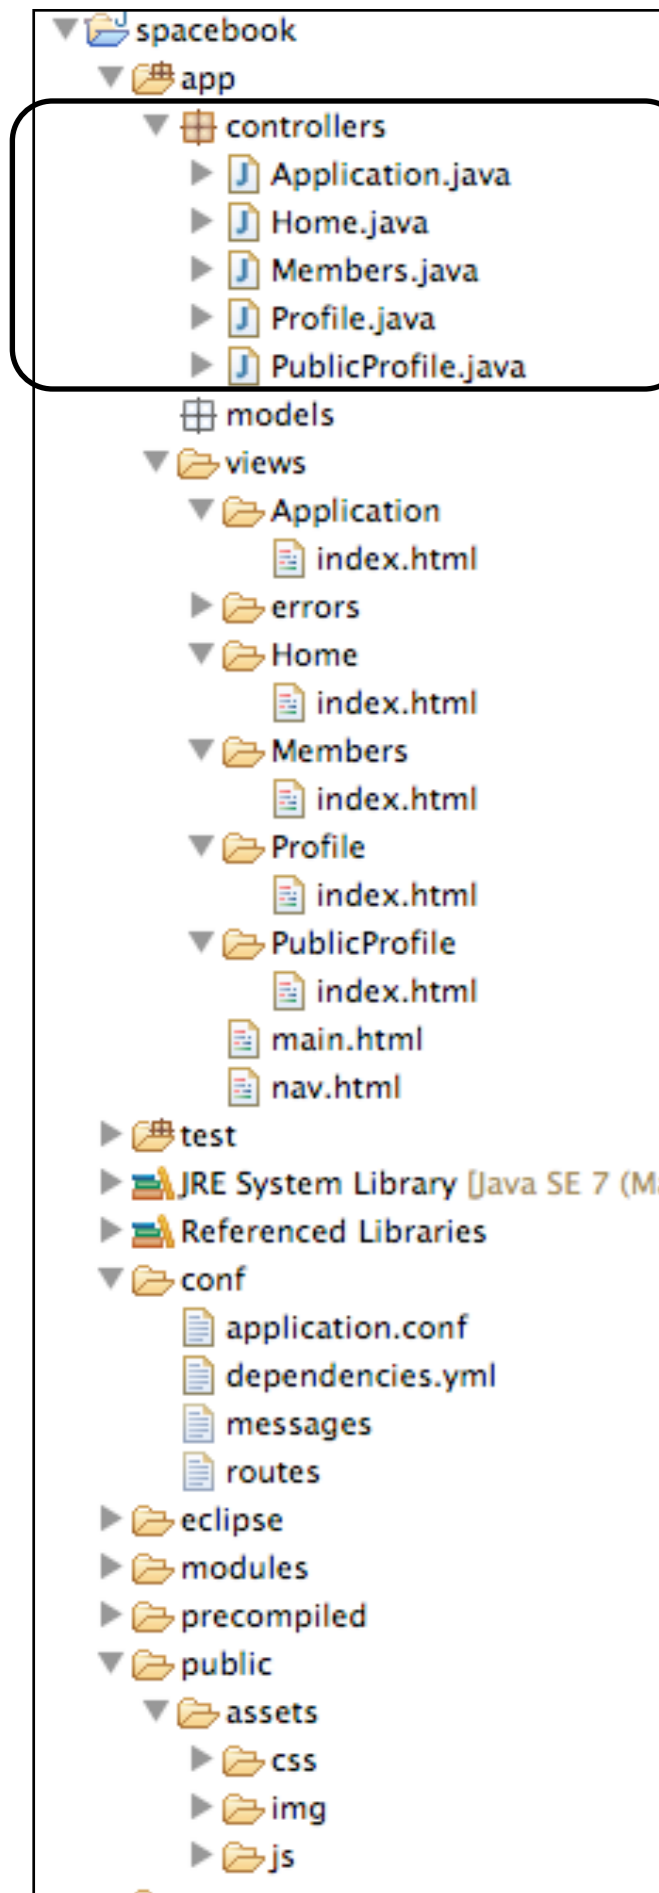 spacebook
app
controllers
Application.java
Home.java
Members.java
Profile.java
PublicProfile.java
models
views
Application
index.html
errors
Home
index.html
Members
index.html
Profile
index.html
PublicProfile
index.html
main.html
nav.html
test
JRE System Library [Java SE 7 (Ma
Referenced Libraries
conf
application.conf
dependencies.yml
messages
routes
eclipse
modules
precompiled
public
assets
css
img
js